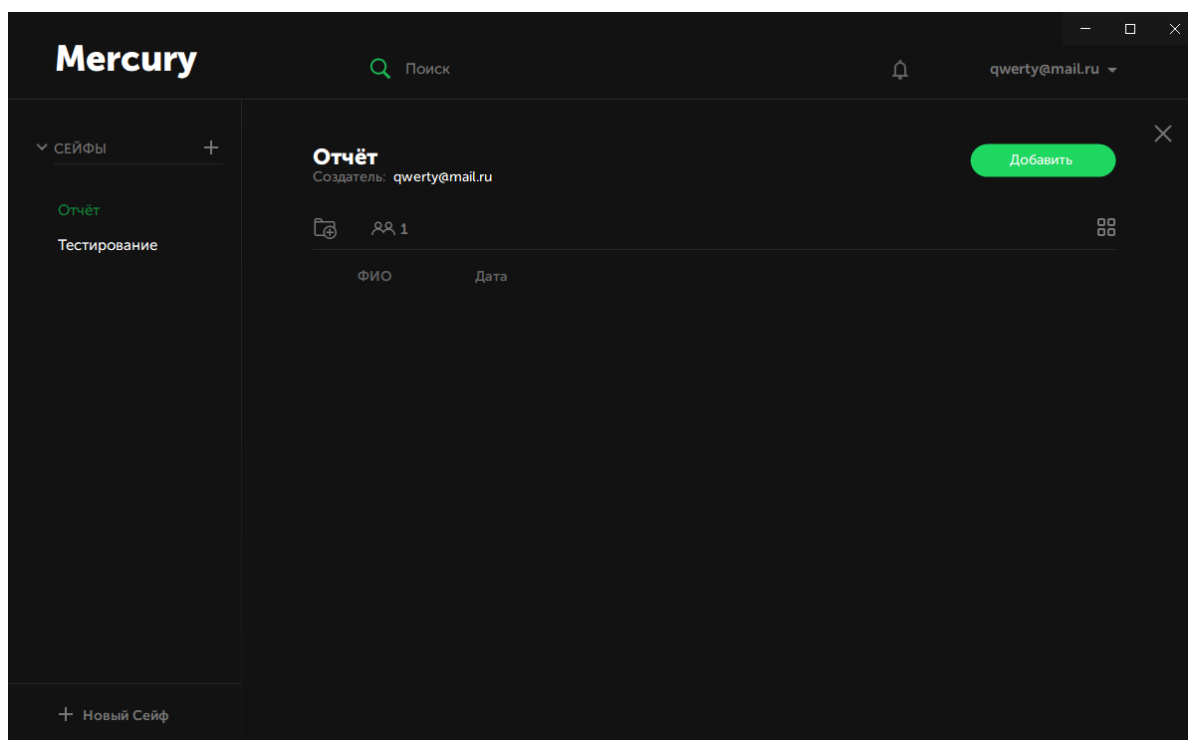 Mercury
Поиск
qwerty@mail.ru
СЕЙФЫ
Отчёт
Тестирование
Отчёт
Создатель: qwerty@mail.ru
Добавить
1
ФИО Дата
Новый Сейф